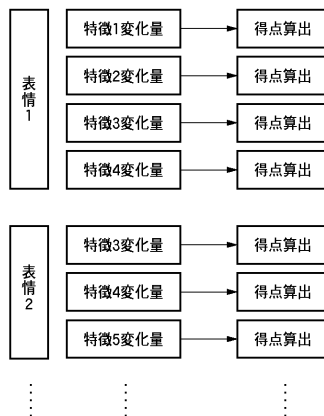 表情1
特徴1変化量 得点算出
特徴2変化量 得点算出
特徴3変化量 得点算出
特徴4変化量 得点算出
表情2
特徴3変化量 得点算出
特徴4変化量 得点算出
特徴5変化量 得点算出